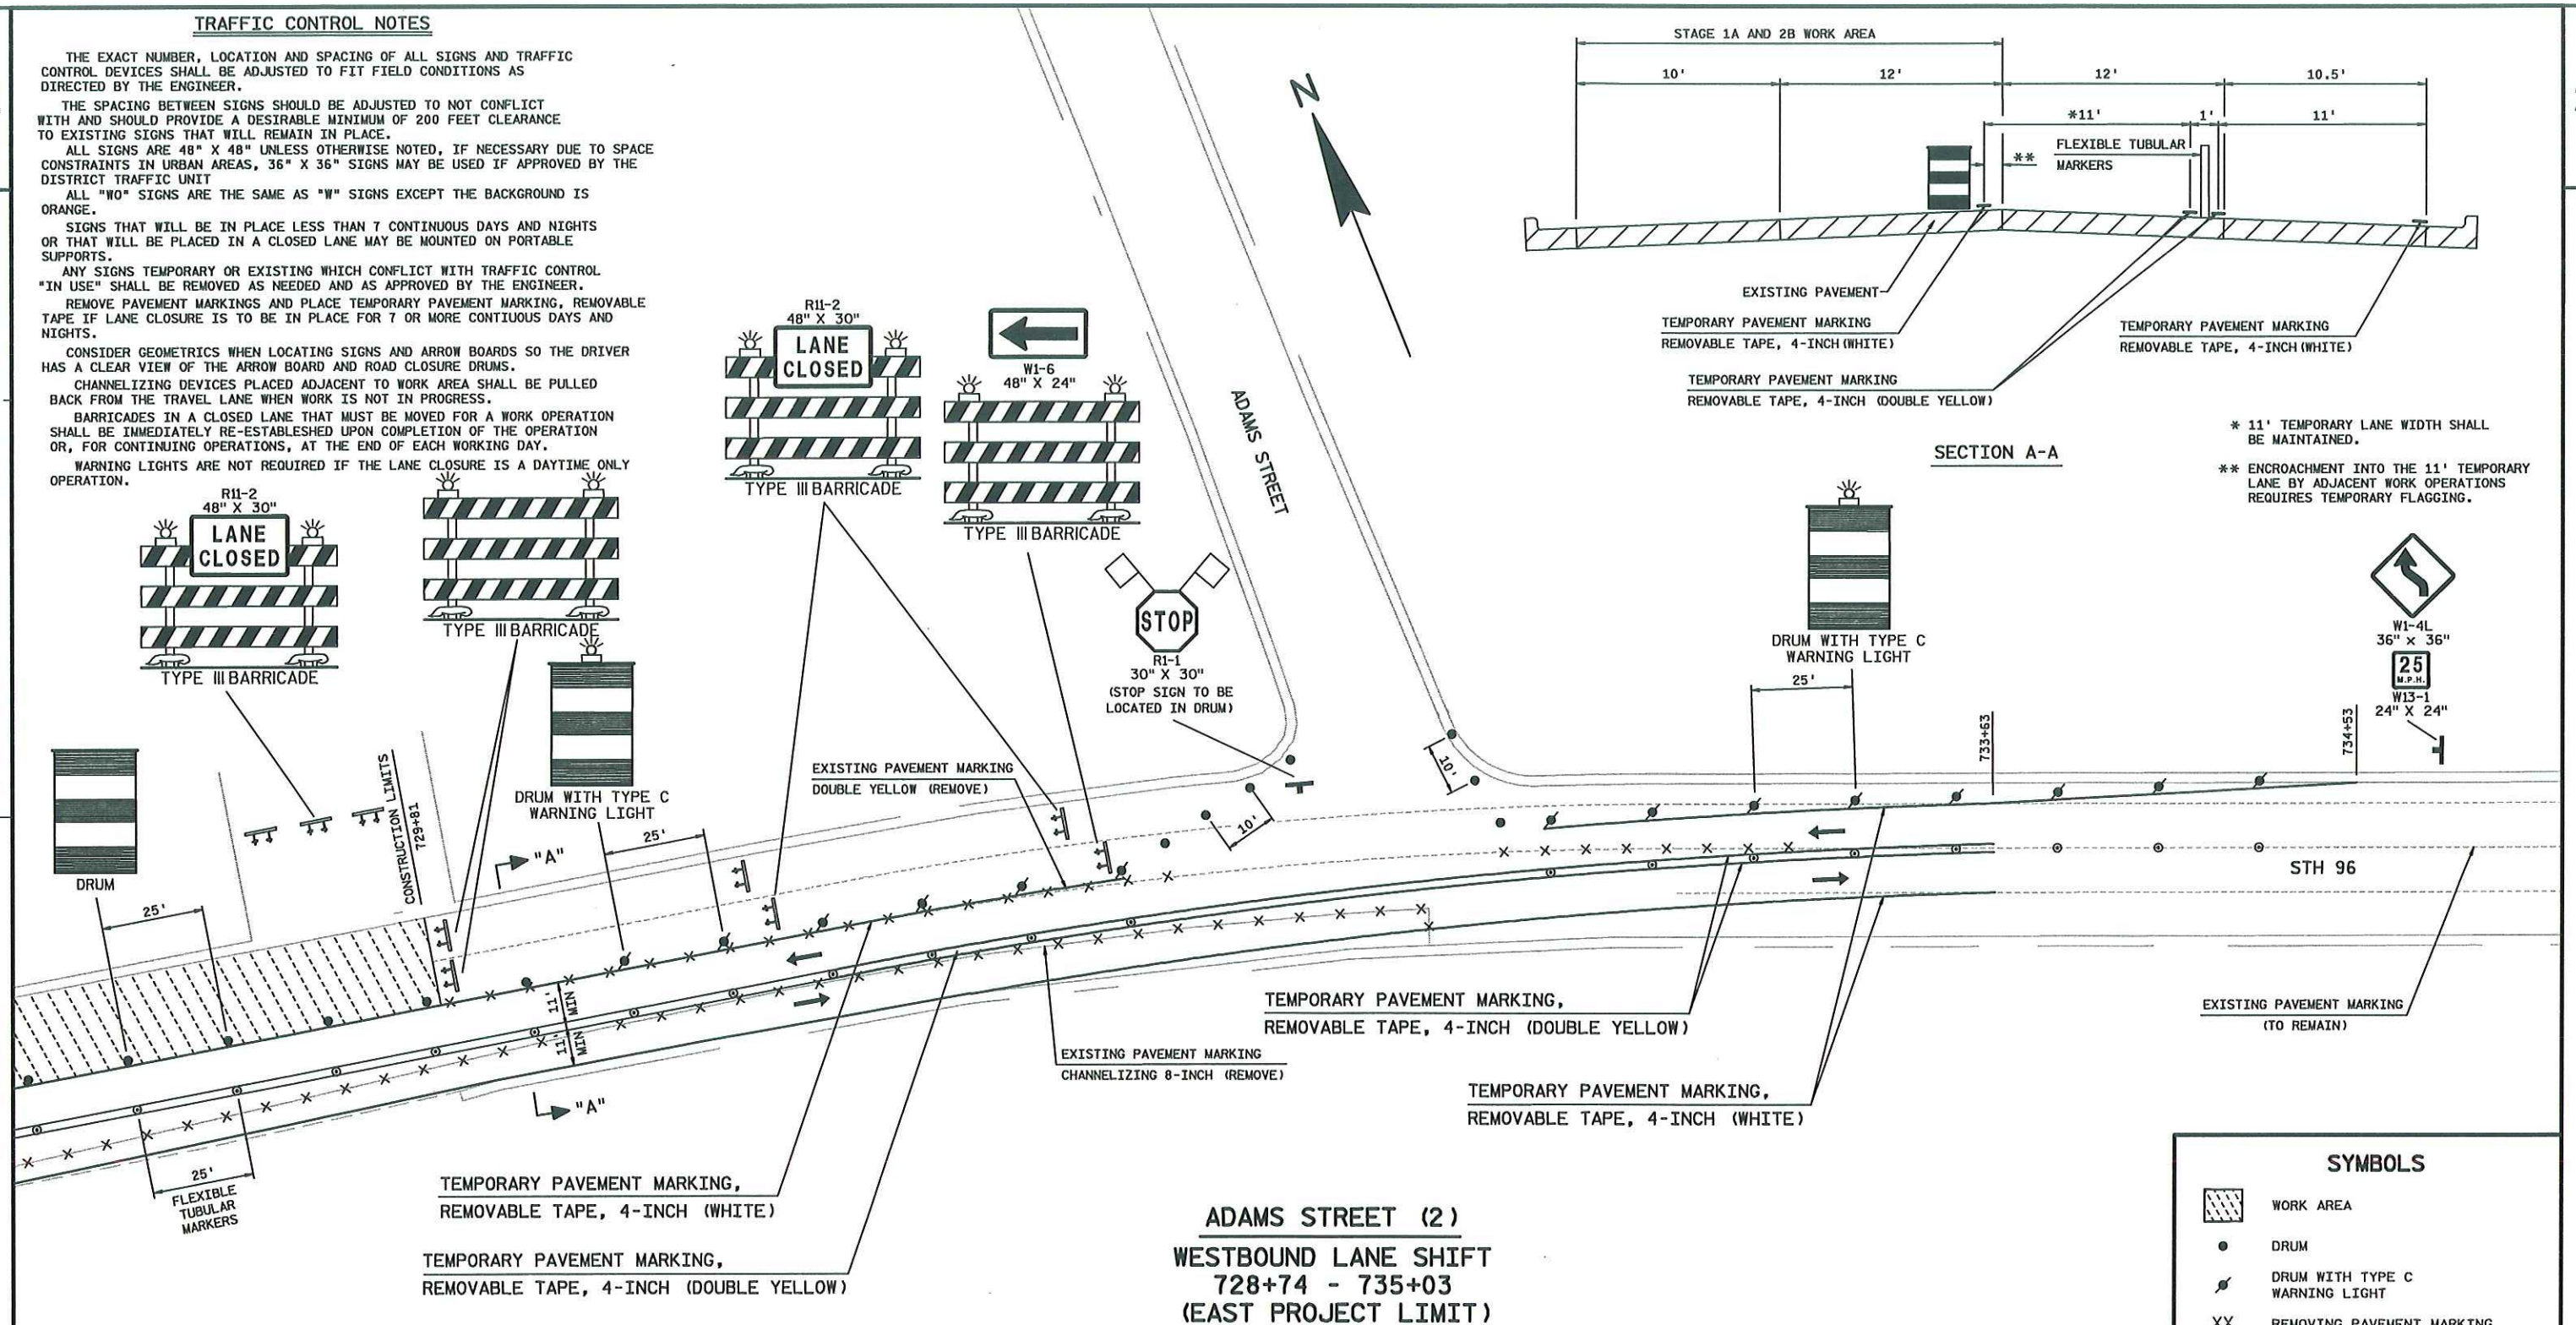 TRAFFIC CONTROL NOTES
THE EXACT NUMBER, LOCATION AND SPACING OF ALL SIGNS AND TRAFFIC
CONTROL DEVICES SHALL BE ADJUSTED TO FIT FIELD CONDITIONS AS
DIRECTED BY THE ENGINEER.
THE SPACING BETWEEN SIGNS SHOULD BE ADJUSTED TO NOT CONFLICT
WITH AND SHOULD PROVIDE A DESIRABLE MINIMUM OF 200 FEET CLEARANCE
TO EXISTING SIGNS THAT WILL REMAIN IN PLACE.
ALL SIGNS ARE 48" X 48" UNLESS OTHERWISE NOTED, IF NECESSARY DUE TO SPACE
CONSTRAINTS IN URBAN AREAS, 36" X 36" SIGNS MAY BE USED IF APPROVED BY THE
DISTRICT TRAFFIC UNIT
ALL "WO" SIGNS ARE THE SAME AS "W" SIGNS EXCEPT THE BACKGROUND IS
ORANGE.
SIGNS THAT WILL BE IN PLACE LESS THAN 7 CONTINUOUS DAYS AND NIGHTS
OR THAT WILL BE PLACED IN A CLOSED LANE MAY BE MOUNTED ON PORTABLE
SUPPORTS.
ANY SIGNS TEMPORARY OR EXISTING WHICH CONFLICT WITH TRAFFIC CONTROL
"IN USE" SHALL BE REMOVED AS NEEDED AND AS APPROVED BY THE ENGINEER.
REMOVE PAVEMENT MARKINGS AND PLACE TEMPORARY PAVEMENT MARKING, REMOVABLE
TAPE IF LANE CLOSURE IS TO BE IN PLACE FOR 7 OR MORE CONTIUOUS DAYS AND
NIGHTS.
CONSIDER GEOMETRICS WHEN LOCATING SIGNS AND ARROW BOARDS SO THE DRIVER
HAS A CLEAR VIEW OF THE ARROW BOARD AND ROAD CLOSURE DRUMS.
CHANNELIZING DEVICES PLACED ADJACENT TO WORK AREA SHALL BE PULLED
BACK FROM THE TRAVEL LANE WHEN WORK IS NOT IN PROGRESS.
BARRICADES IN A CLOSED LANE THAT MUST BE MOVED FOR A WORK OPERATION
SHALL BE IMMEDIATELY RE-ESTABLESHED UPON COMPLETION OF THE OPERATION
OR, FOR CONTINUING OPERATIONS, AT THE END OF EACH WORKING DAY.
WARNING LIGHTS ARE NOT REQUIRED IF THE LANE CLOSURE IS A DAYTIME ONLY
OPERATION.
STAGE 1A AND 2B WORK AREA
10'
12'
12'
10.5'
*11'
1'
11'
**
FLEXIBLE TUBULAR
MARKERS
EXISTING PAVEMENT
TEMPORARY PAVEMENT MARKING
REMOVABLE TAPE, 4-INCH (WHITE)
TEMPORARY PAVEMENT MARKING
REMOVABLE TAPE, 4-INCH (WHITE)
TEMPORARY PAVEMENT MARKING
REMOVABLE TAPE, 4-INCH (DOUBLE YELLOW)
SECTION A-A
* 11' TEMPORARY LANE WIDTH SHALL
BE MAINTAINED.
** ENCROACHMENT INTO THE 11' TEMPORARY
LANE BY ADJACENT WORK OPERATIONS
REQUIRES TEMPORARY FLAGGING.
N
ADAMS STREET
R11-2
48" X 30"
LANE
CLOSED
TYPE III BARRICADE
W1-6
48" X 24"
TYPE III BARRICADE
R11-2
48" X 30"
LANE
CLOSED
TYPE III BARRICADE
TYPE III BARRICADE
STOP
R1-1
30" X 30"
(STOP SIGN TO BE
LOCATED IN DRUM)
DRUM WITH TYPE C
WARNING LIGHT
25'
W1-4L
36" x 36"
25
M.P.H.
W13-1
24" X 24"
733+63
734+53
DRUM
25'
CONSTRUCTION LIMITS
729+81
DRUM WITH TYPE C
WARNING LIGHT
25'
"A"
EXISTING PAVEMENT MARKING
DOUBLE YELLOW (REMOVE)
10'
10'
STH 96
11'
MIN
11'
MIN
"A"
25'
FLEXIBLE
TUBULAR
MARKERS
TEMPORARY PAVEMENT MARKING,
REMOVABLE TAPE, 4-INCH (DOUBLE YELLOW)
EXISTING PAVEMENT MARKING
(TO REMAIN)
EXISTING PAVEMENT MARKING
CHANNELIZING 8-INCH (REMOVE)
TEMPORARY PAVEMENT MARKING,
REMOVABLE TAPE, 4-INCH (WHITE)
TEMPORARY PAVEMENT MARKING,
REMOVABLE TAPE, 4-INCH (WHITE)
TEMPORARY PAVEMENT MARKING,
REMOVABLE TAPE, 4-INCH (DOUBLE YELLOW)
ADAMS STREET (2)
WESTBOUND LANE SHIFT
728+74 - 735+03
(EAST PROJECT LIMIT)
SYMBOLS
WORK AREA
DRUM
DRUM WITH TYPE C
WARNING LIGHT
XX REMOVING PAVEMENT MARKING